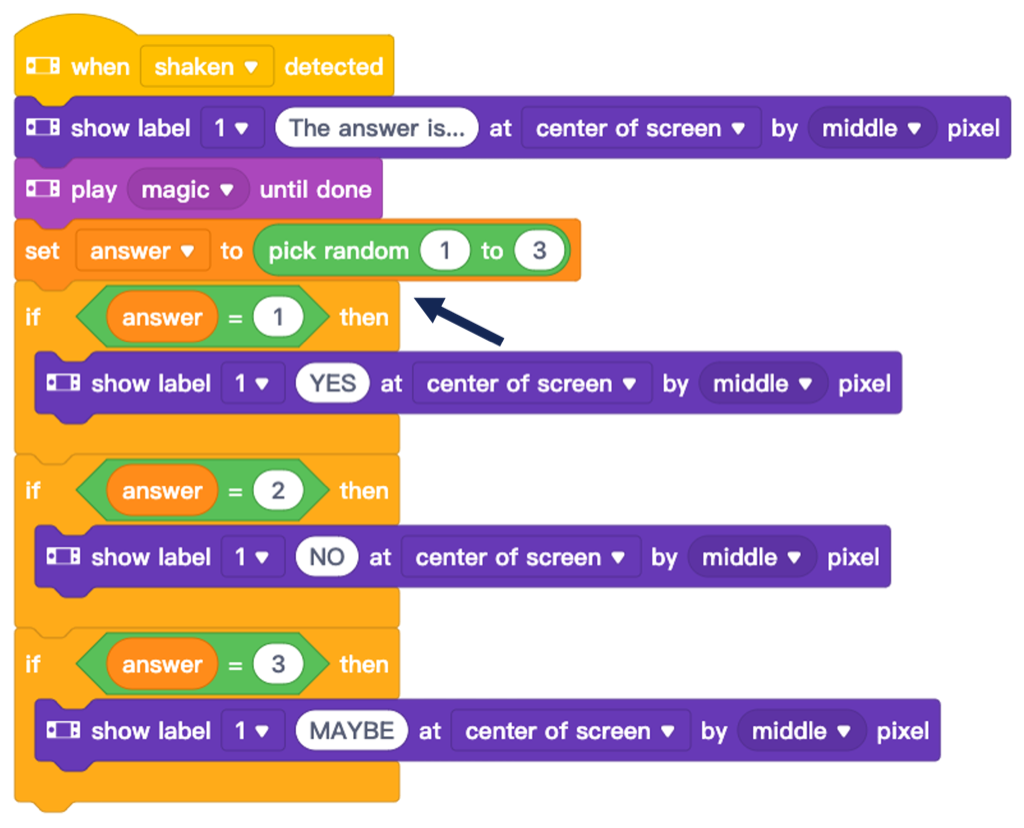 when shaken detected
show label 1 The answer is... at center of screen by middle pixel
play magic until done
set answer to pick random 1 to 3
if answer = 1 then
show label 1 YES at center of screen by middle pixel
if answer = 2 then
show label 1 NO at center of screen by middle pixel
if answer = 3 then
show label 1 MAYBE at center of screen by middle pixel